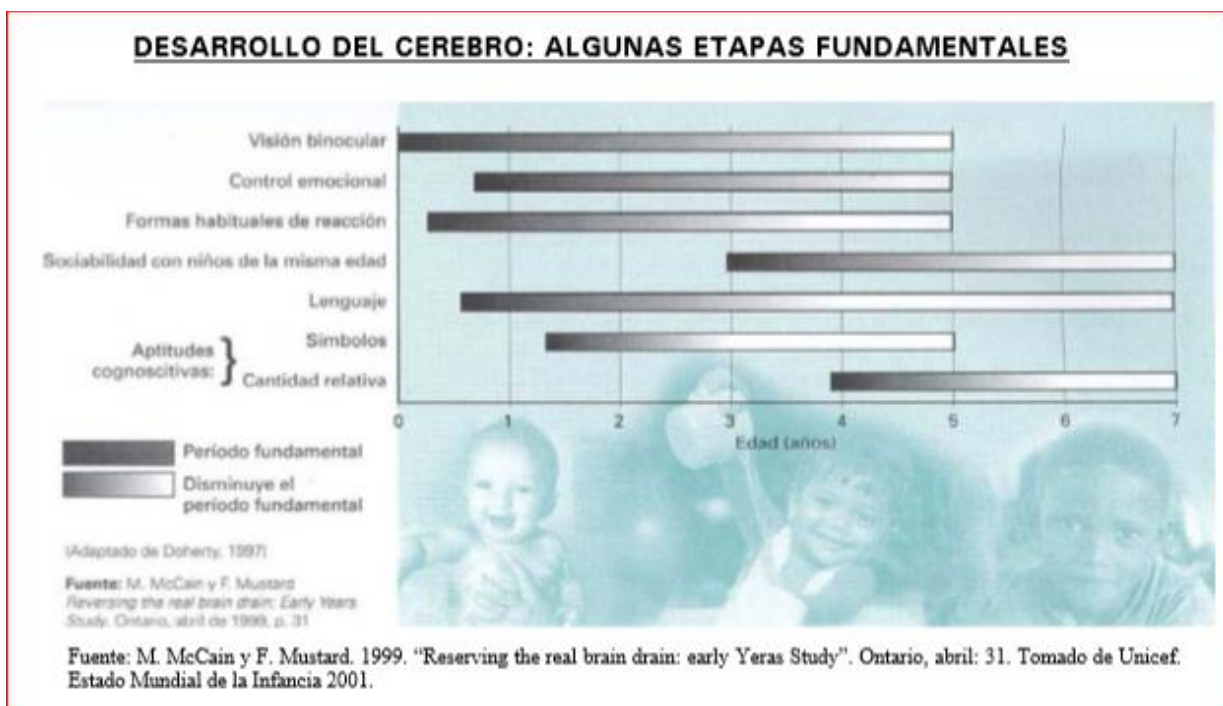 DESARROLLO DEL CEREBRO: ALGUNAS ETAPAS FUNDAMENTALES
Visión binocular
Control emocional
Formas habituales de reacción
Sociabilidad con niños de la misma edad
Lenguaje
Aptitudes
cognoscitivas:
Símbolos
Cantidad relativa
0 1 2 3 4 5 6 7
Edad (años)
Período fundamental
Disminuye el
período fundamental
(Adaptado de Doherty, 1997)
Fuente: M. McCain y F. Mustard
Reversing the real brain drain: Early Years
Study. Ontario, abril de 1999, p. 31
Fuente: M. McCain y F. Mustard. 1999. “Reserving the real brain drain: early Yeras Study”. Ontario, abril: 31. Tomado de Unicef.
Estado Mundial de la Infancia 2001.